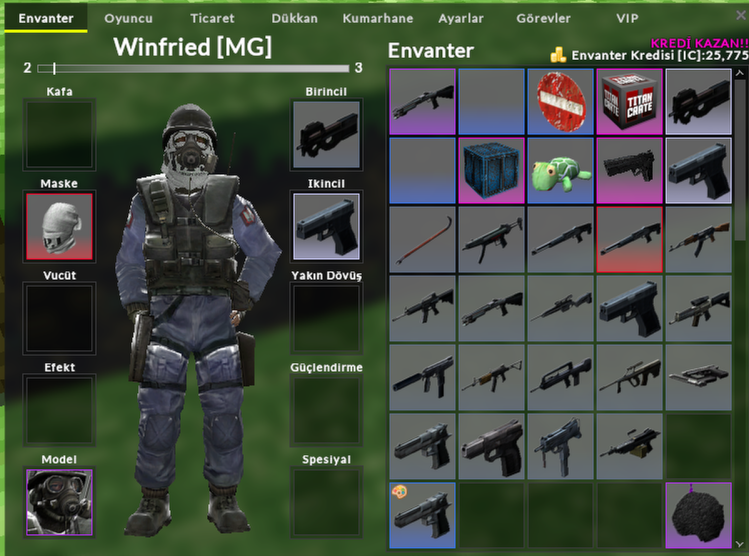 Envanter Oyuncu Ticaret Dükkan Kumarhane Ayarlar Görevler VIP
Winfried [MG]
2 3
Envanter
KREDİ KAZAN!!
Envanter Kredisi [IC]:25,775
Kafa
Birincil
Maske
Ikincil
Vucüt
Yakın Dövüş
Efekt
Güçlendirme
Model
Spesiyal
TITAN
CRATE